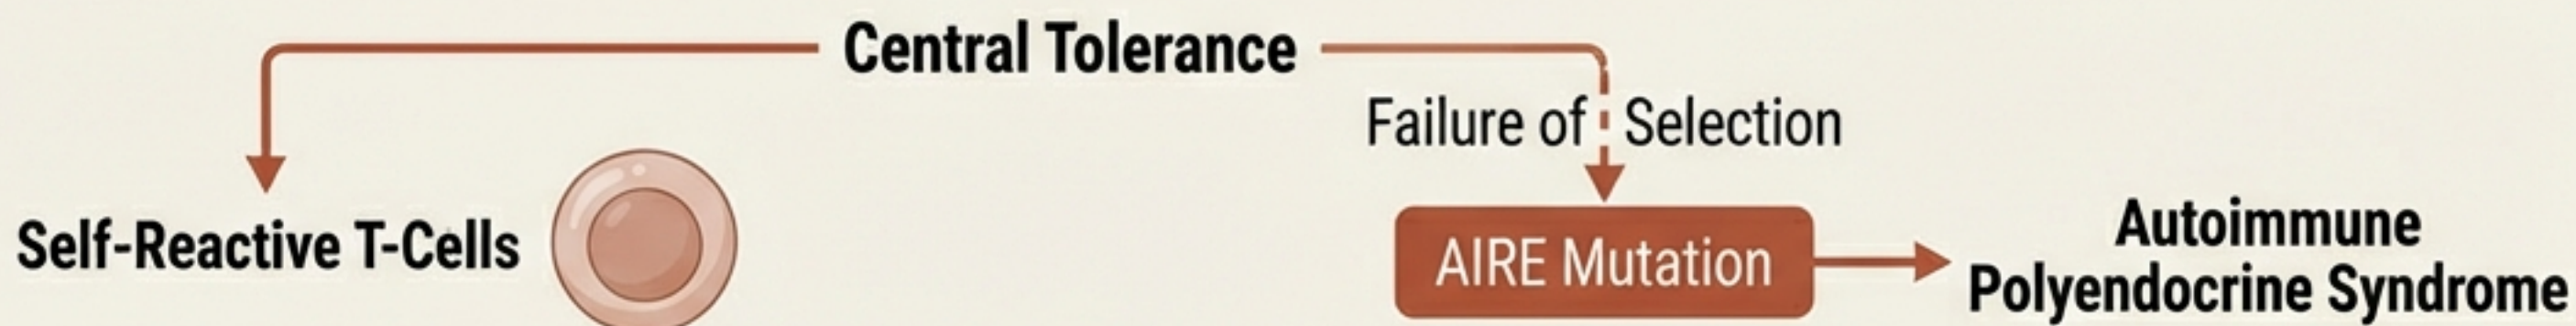 Central Tolerance
Failure of Selection
Self-Reactive T-Cells
AIRE Mutation
Autoimmune
Polyendocrine Syndrome